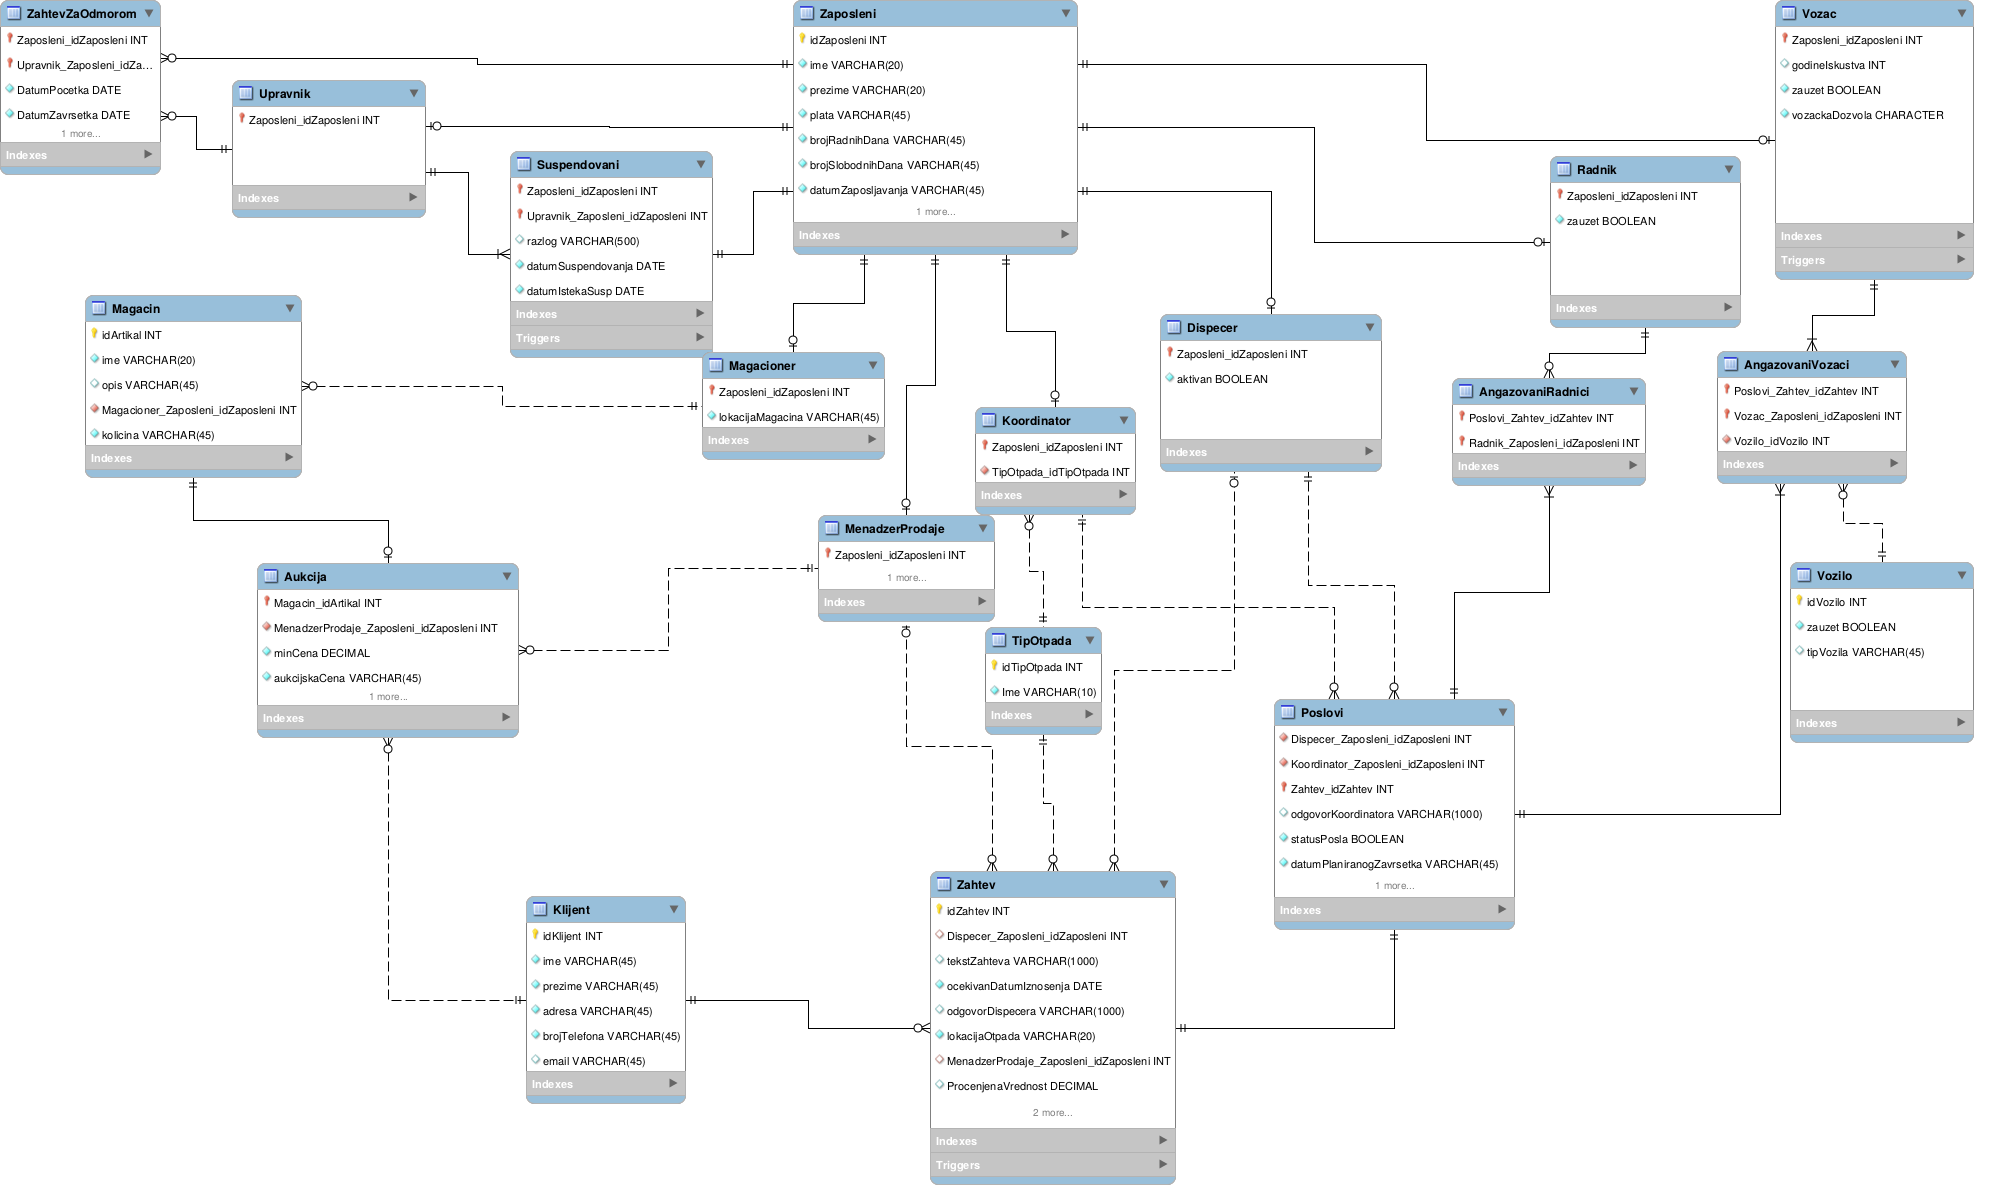 ZahtevZaOdmorom
Zaposleni_idZaposleni INT
Upravnik_Zaposleni_idZa...
DatumPocetka DATE
DatumZavrsetka DATE
1 more...
Indexes
Upravnik
Zaposleni_idZaposleni INT
Indexes
Suspendovani
Zaposleni_idZaposleni INT
Upravnik_Zaposleni_idZaposleni INT
razlog VARCHAR(500)
datumSuspendovanja DATE
datumIstekaSusp DATE
Indexes
Triggers
Zaposleni
idZaposleni INT
ime VARCHAR(20)
prezime VARCHAR(20)
plata VARCHAR(45)
brojRadnihDana VARCHAR(45)
brojSlobodnihDana VARCHAR(45)
datumZaposljavanja VARCHAR(45)
1 more...
Indexes
Vozac
Zaposleni_idZaposleni INT
godineIskustva INT
zauzet BOOLEAN
vozackaDozvola CHARACTER
Indexes
Triggers
Radnik
Zaposleni_idZaposleni INT
zauzet BOOLEAN
Indexes
Magacin
idArtikal INT
ime VARCHAR(20)
opis VARCHAR(45)
Magacioner_Zaposleni_idZaposleni INT
kolicina VARCHAR(45)
Indexes
Magacioner
Zaposleni_idZaposleni INT
lokacijaMagacina VARCHAR(45)
Indexes
Koordinator
Zaposleni_idZaposleni INT
TipOtpada_idTipOtpada INT
Indexes
Dispecer
Zaposleni_idZaposleni INT
aktivan BOOLEAN
Indexes
AngazovaniRadnici
Poslovi_Zahtev_idZahtev INT
Radnik_Zaposleni_idZaposleni INT
Indexes
AngazovaniVozaci
Poslovi_Zahtev_idZahtev INT
Vozac_Zaposleni_idZaposleni INT
Vozilo_idVozilo INT
Indexes
MenadzerProdaje
Zaposleni_idZaposleni INT
1 more...
Indexes
Aukcija
Magacin_idArtikal INT
MenadzerProdaje_Zaposleni_idZaposleni INT
minCena DECIMAL
aukcijskaCena VARCHAR(45)
1 more...
Indexes
TipOtpada
idTipOtpada INT
Ime VARCHAR(10)
Indexes
Vozilo
idVozilo INT
zauzet BOOLEAN
tipVozila VARCHAR(45)
Indexes
Poslovi
Dispecer_Zaposleni_idZaposleni INT
Koordinator_Zaposleni_idZaposleni INT
Zahtev_idZahtev INT
odgovorKoordinatora VARCHAR(1000)
statusPosla BOOLEAN
datumPlaniranogZavrsetka VARCHAR(45)
1 more...
Indexes
Klijent
idKlijent INT
ime VARCHAR(45)
prezime VARCHAR(45)
adresa VARCHAR(45)
brojTelefona VARCHAR(45)
email VARCHAR(45)
Indexes
Zahtev
idZahtev INT
Dispecer_Zaposleni_idZaposleni INT
tekstZahteva VARCHAR(1000)
ocekivanDatumIznosenja DATE
odgovorDispecera VARCHAR(1000)
lokacijaOtpada VARCHAR(20)
MenadzerProdaje_Zaposleni_idZaposleni INT
ProcenjenaVrednost DECIMAL
2 more...
Indexes
Triggers